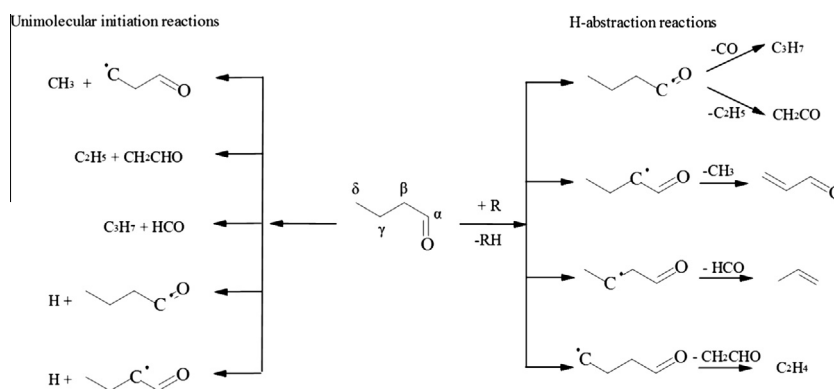 Unimolecular initiation reactions
CH3 + C O
C2H5 + CH2CHO
C3H7 + HCO
H + C O
H + C O
δ β
γ α
O
+ R
-RH
H-abstraction reactions
C O
-CO C3H7
-C2H5 CH2CO
C O -CH3 O
C O - HCO
C O - CH2CHO C2H4